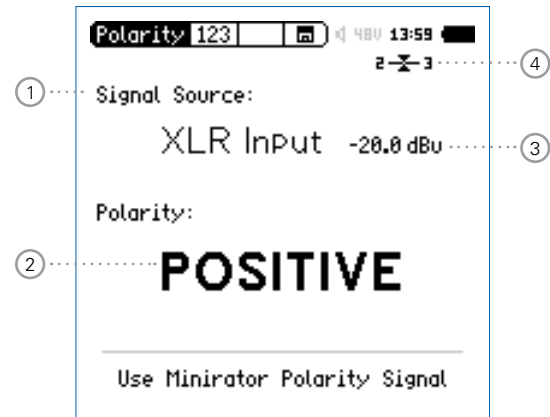 Polarity 123 48V 13:59
2 3 4
1 Signal Source:
XLR Input -20.0 dBu 3
Polarity:
2 POSITIVE
Use Minirator Polarity Signal